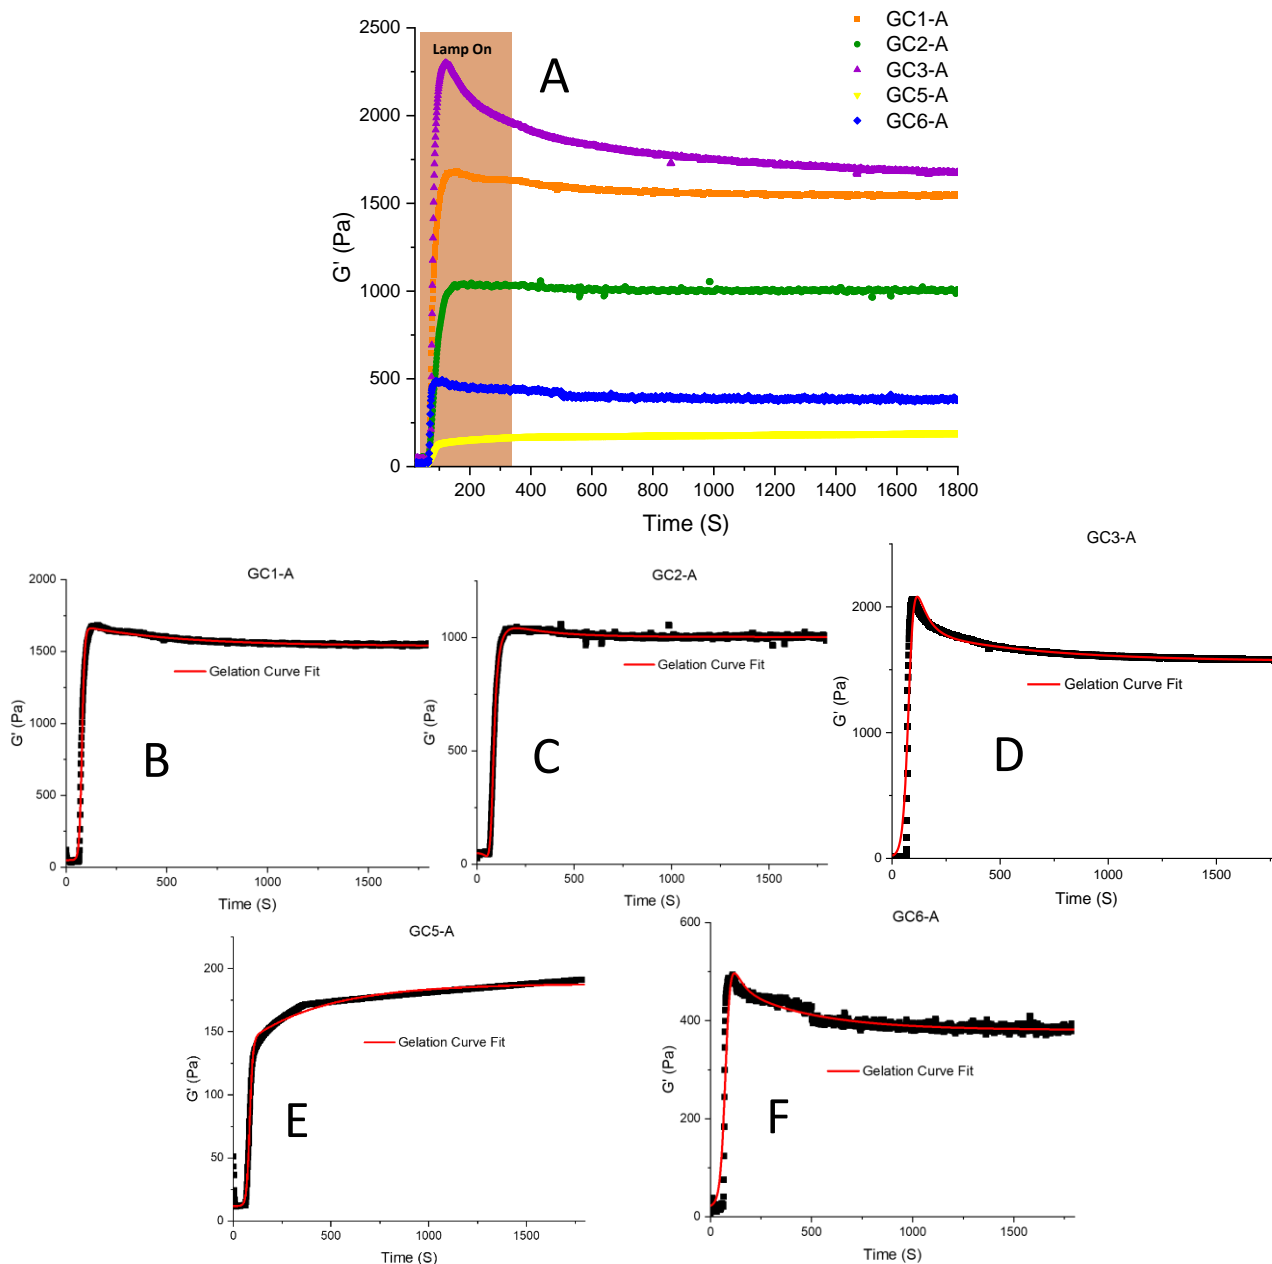 GC1-A
GC2-A
GC3-A
GC5-A
GC6-A
Lamp On
A
2500
2000
1500
1000
500
0
G' (Pa)
200 400 600 800 1000 1200 1400 1600 1800
Time (S)
GC1-A
2000
1500
1000
500
0
G' (Pa)
Gelation Curve Fit
B
0 500 1000 1500
Time (S)
GC2-A
1000
500
0
G' (Pa)
Gelation Curve Fit
C
0 500 1000 1500
Time (S)
GC3-A
2000
1000
0
G' (Pa)
Gelation Curve Fit
D
0 500 1000 1500
Time (S)
GC5-A
200
150
100
50
0
G' (Pa)
Gelation Curve Fit
E
0 500 1000 1500
Time (S)
GC6-A
600
400
200
0
G' (Pa)
Gelation Curve Fit
F
0 500 1000 1500
Time (S)